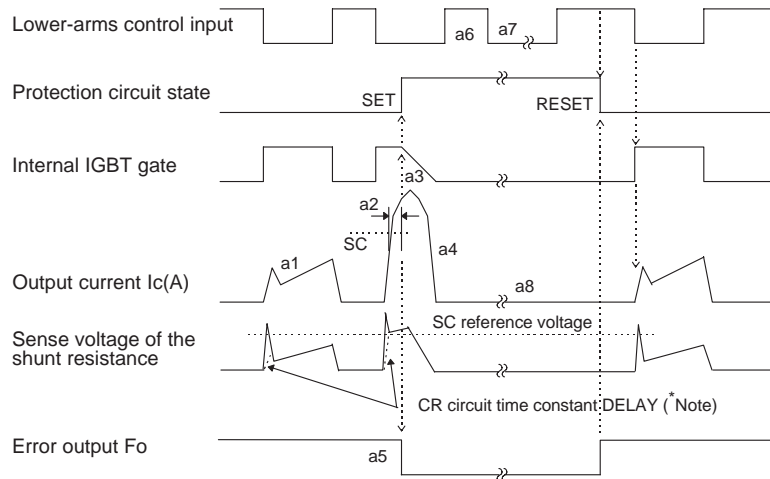 Lower-arms control input
a6
a7
Protection circuit state
SET
RESET
Internal IGBT gate
a3
a2
SC
a4
a1
Output current Ic(A)
a8
SC reference voltage
Sense voltage of the
shunt resistance
CR circuit time constant DELAY (*Note)
Error output Fo
a5